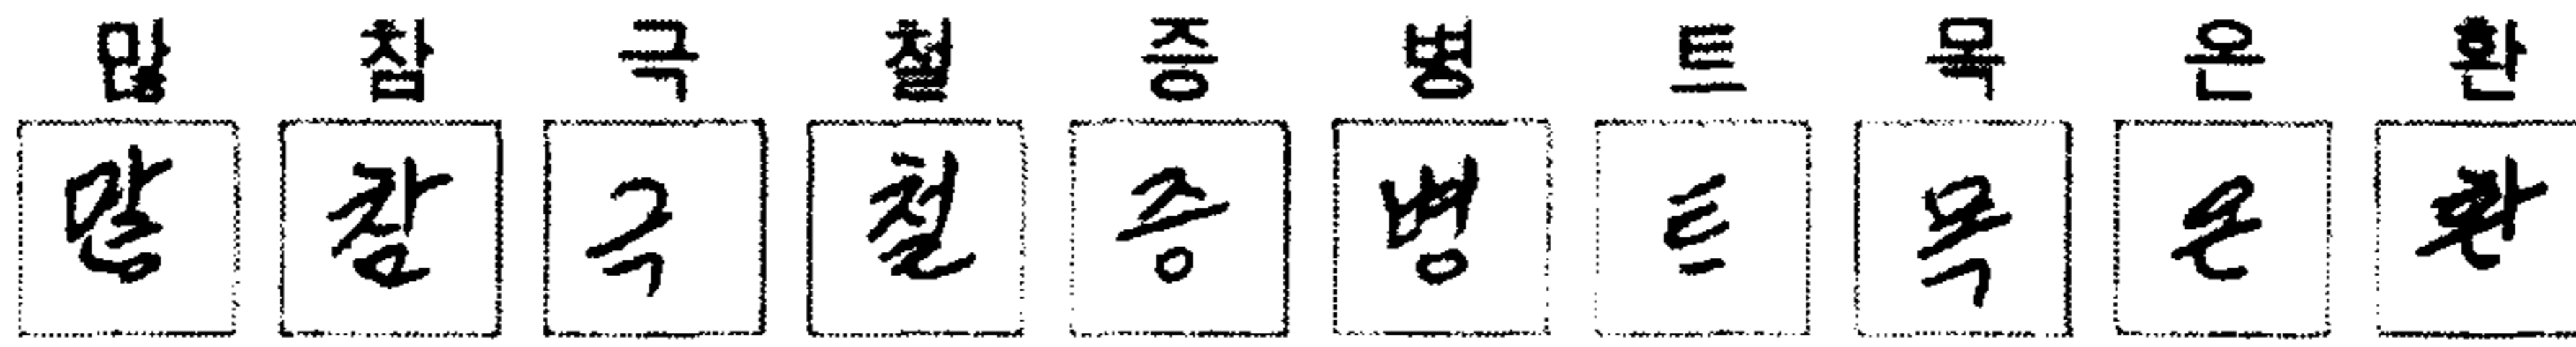 많 참 극 철 증 병 트 목 온 환
많 참 극 철 증 병 트 목 온 환